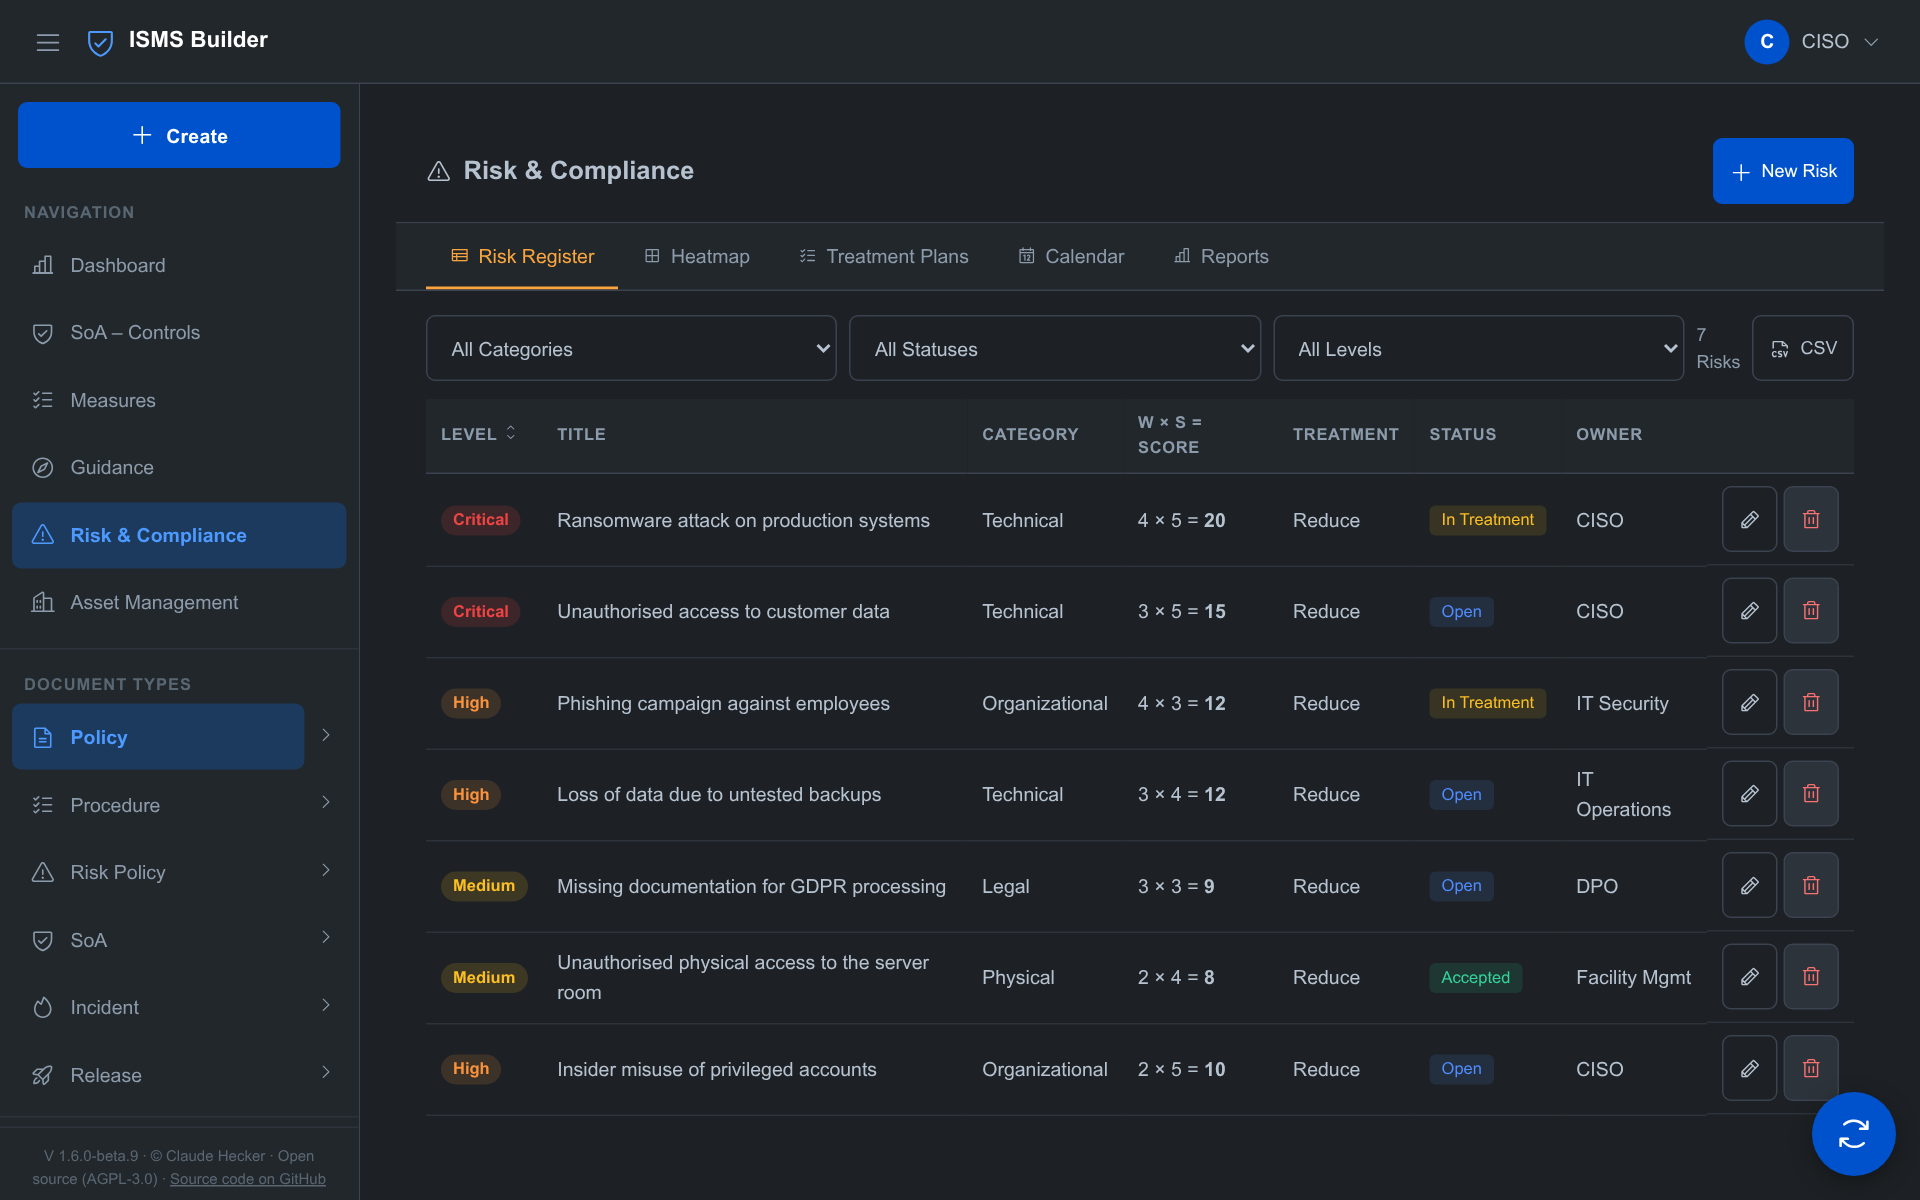 ISMS Builder
C CISO
Create
NAVIGATION
Dashboard
SoA – Controls
Measures
Guidance
Risk & Compliance
Asset Management
DOCUMENT TYPES
Policy
Procedure
Risk Policy
SoA
Incident
Release
V 1.6.0-beta.9 · © Claude Hecker · Open
source (AGPL-3.0) · Source code on GitHub
Risk & Compliance
New Risk
Risk Register Heatmap Treatment Plans 12 Calendar Reports
All Categories All Statuses All Levels 7 Risks CSV CSV
LEVEL TITLE CATEGORY W × S = SCORE TREATMENT STATUS OWNER
Critical Ransomware attack on production systems Technical 4 × 5 = 20 Reduce In Treatment CISO
Critical Unauthorised access to customer data Technical 3 × 5 = 15 Reduce Open CISO
High Phishing campaign against employees Organizational 4 × 3 = 12 Reduce In Treatment IT Security
High Loss of data due to untested backups Technical 3 × 4 = 12 Reduce Open IT Operations
Medium Missing documentation for GDPR processing Legal 3 × 3 = 9 Reduce Open DPO
Medium Unauthorised physical access to the server room Physical 2 × 4 = 8 Reduce Accepted Facility Mgmt
High Insider misuse of privileged accounts Organizational 2 × 5 = 10 Reduce Open CISO